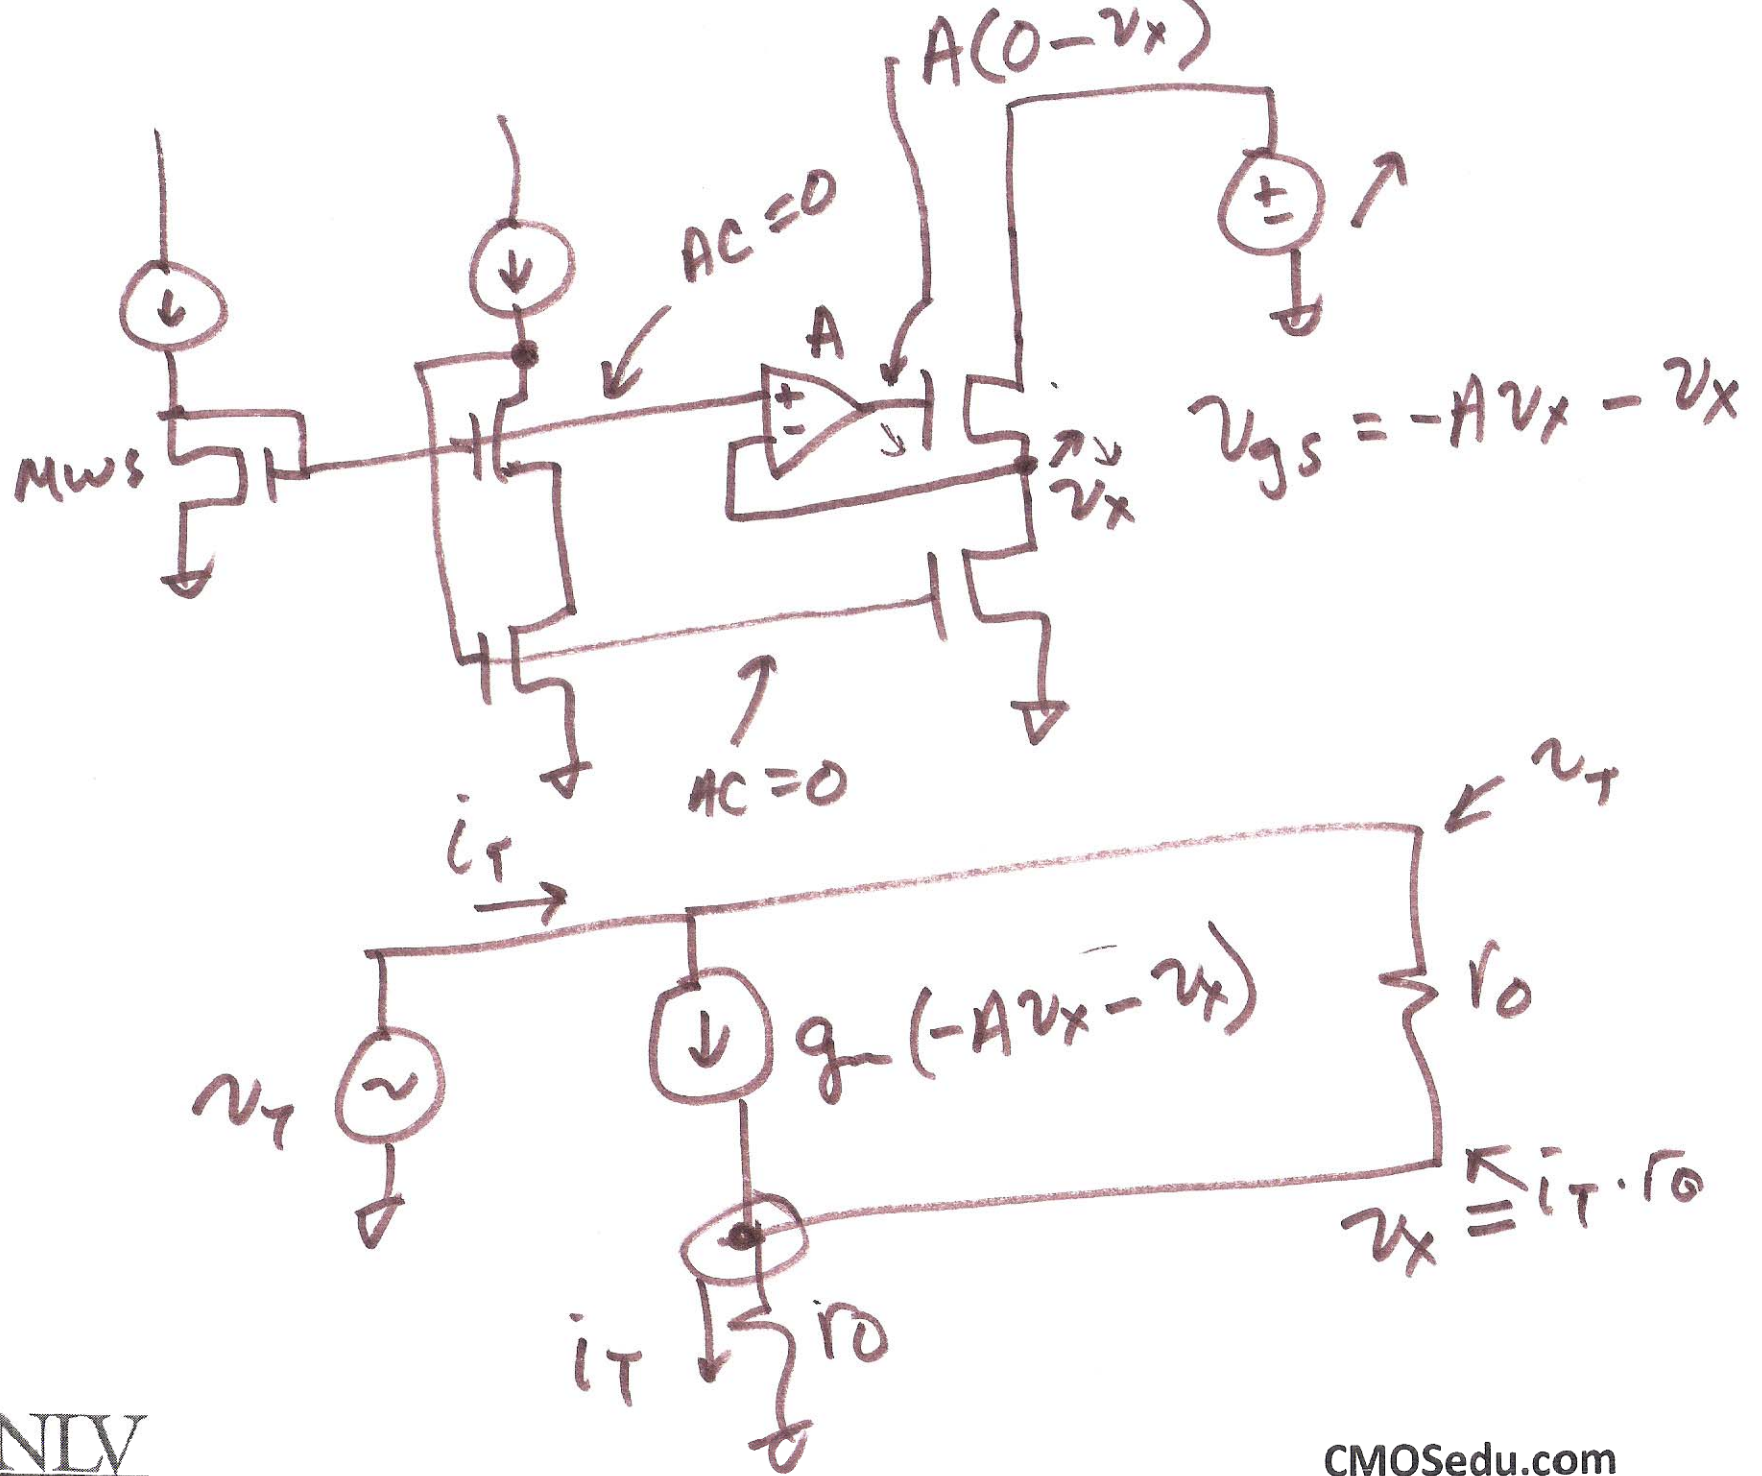 A(0-vx)
AC=0
A
+
-
+
-
MWS
vgs = -Avx - vx
vx
AC=0
iT
vT
gm(-Avx - vx)
ro
vT
vx = iT·ro
iT
ro
NLV
CMOSedu.com